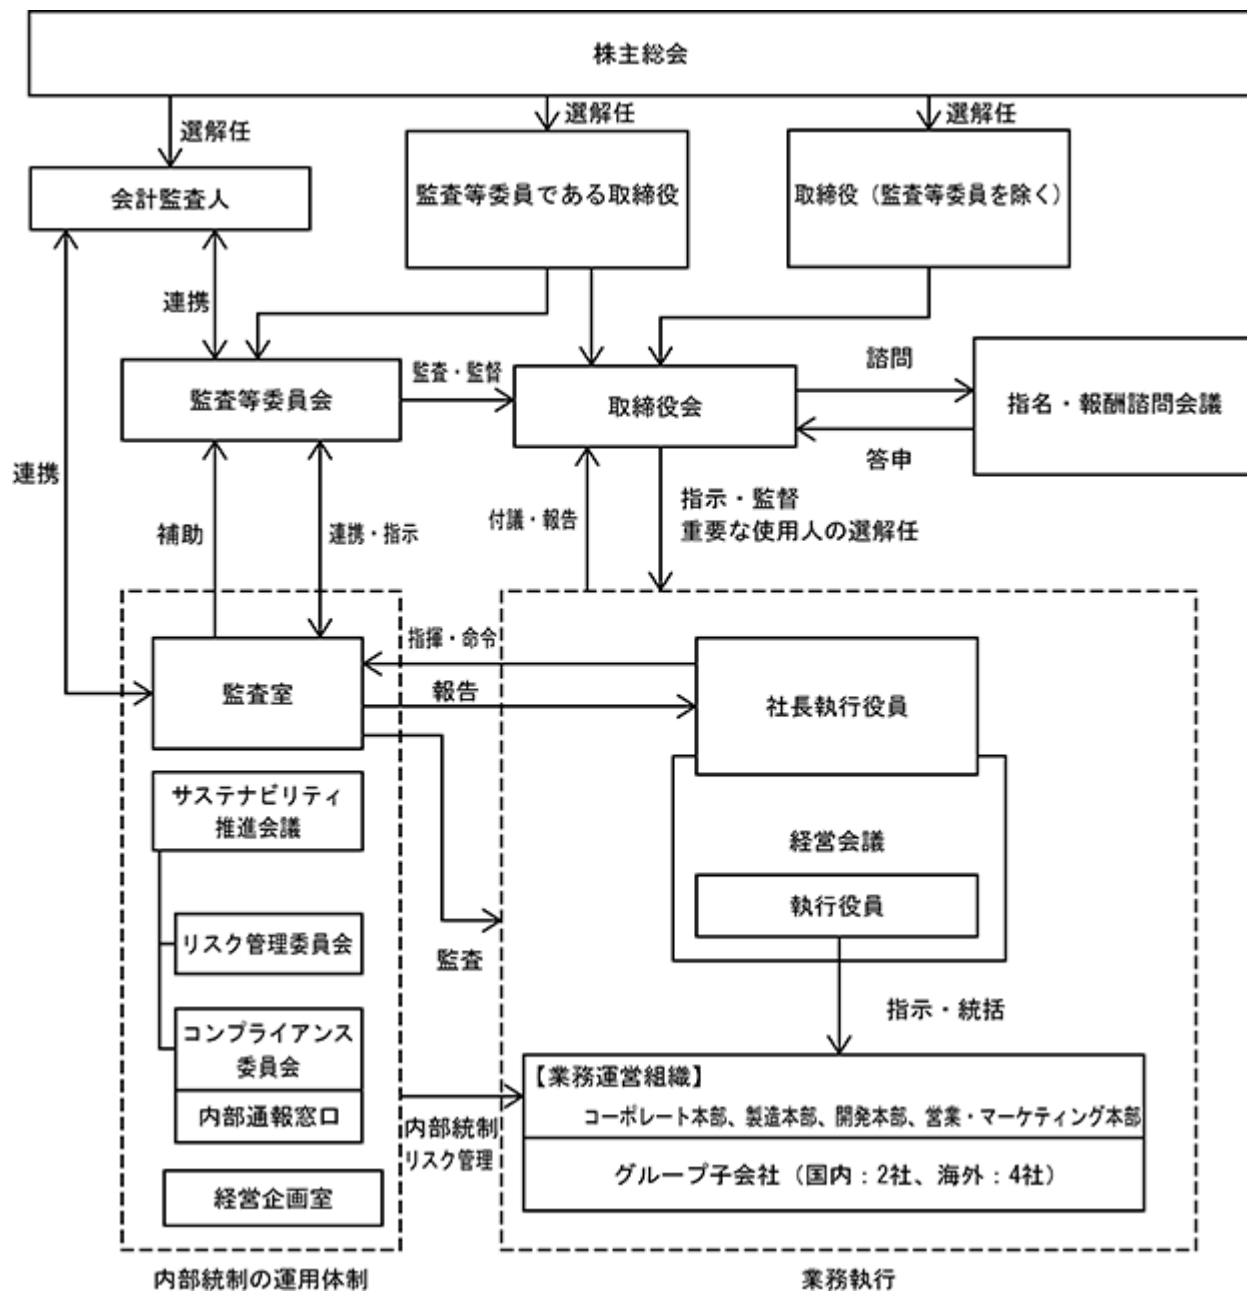 株主総会
選解任
選解任
選解任
会計監査人
監査等委員である取締役
取締役（監査等委員を除く）
連携
監査等委員会
監査・監督
取締役会
諮問
答申
指名・報酬諮問会議
連携
補助
連携・指示
付議・報告
指示・監督
重要な使用人の選解任
監査室
指揮・命令
報告
社長執行役員
サステナビリティ
推進会議
経営会議
執行役員
リスク管理委員会
監査
コンプライアンス
委員会
内部通報窓口
指示・統括
【業務運営組織】
コーポレート本部、製造本部、開発本部、営業・マーケティング本部
内部統制
リスク管理
グループ子会社（国内：2社、海外：4社）
経営企画室
内部統制の運用体制
業務執行